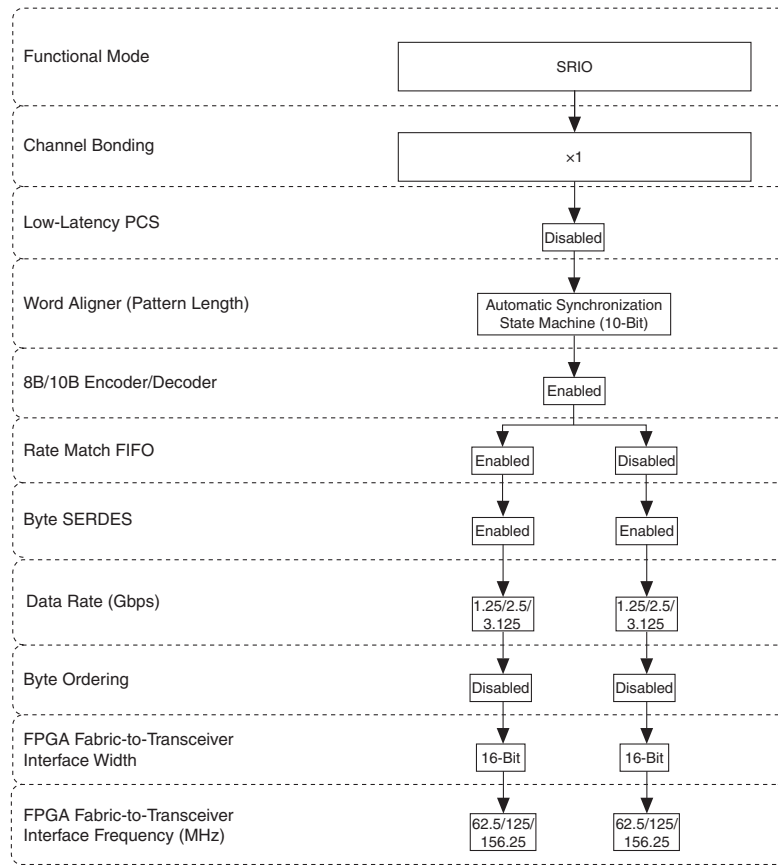 Functional Mode
SRIO
Channel Bonding
×1
Low-Latency PCS
Disabled
Word Aligner (Pattern Length)
Automatic Synchronization
State Machine (10-Bit)
8B/10B Encoder/Decoder
Enabled
Rate Match FIFO
Enabled
Disabled
Byte SERDES
Enabled
Enabled
Data Rate (Gbps)
1.25/2.5/
3.125
1.25/2.5/
3.125
Byte Ordering
Disabled
Disabled
FPGA Fabric-to-Transceiver
Interface Width
16-Bit
16-Bit
FPGA Fabric-to-Transceiver
Interface Frequency (MHz)
62.5/125/
156.25
62.5/125/
156.25